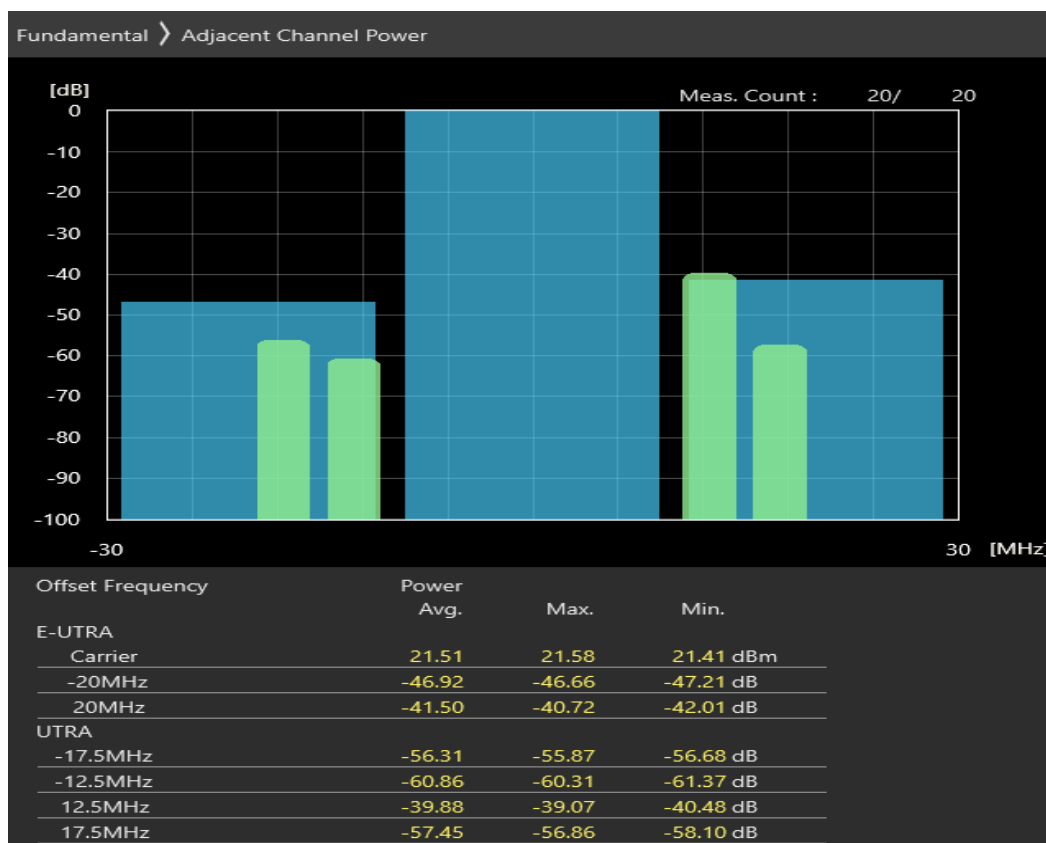 Fundamental 〉 Adjacent Channel Power
[dB]
Meas. Count : 20/ 20
0
-10
-20
-30
-40
-50
-60
-70
-80
-90
-100
-30 30 [MHz]
Offset Frequency Power
Avg. Max. Min.
E-UTRA
Carrier 21.51 21.58 21.41 dBm
-20MHz -46.92 -46.66 -47.21 dB
20MHz -41.50 -40.72 -42.01 dB
UTRA
-17.5MHz -56.31 -55.87 -56.68 dB
-12.5MHz -60.86 -60.31 -61.37 dB
12.5MHz -39.88 -39.07 -40.48 dB
17.5MHz -57.45 -56.86 -58.10 dB